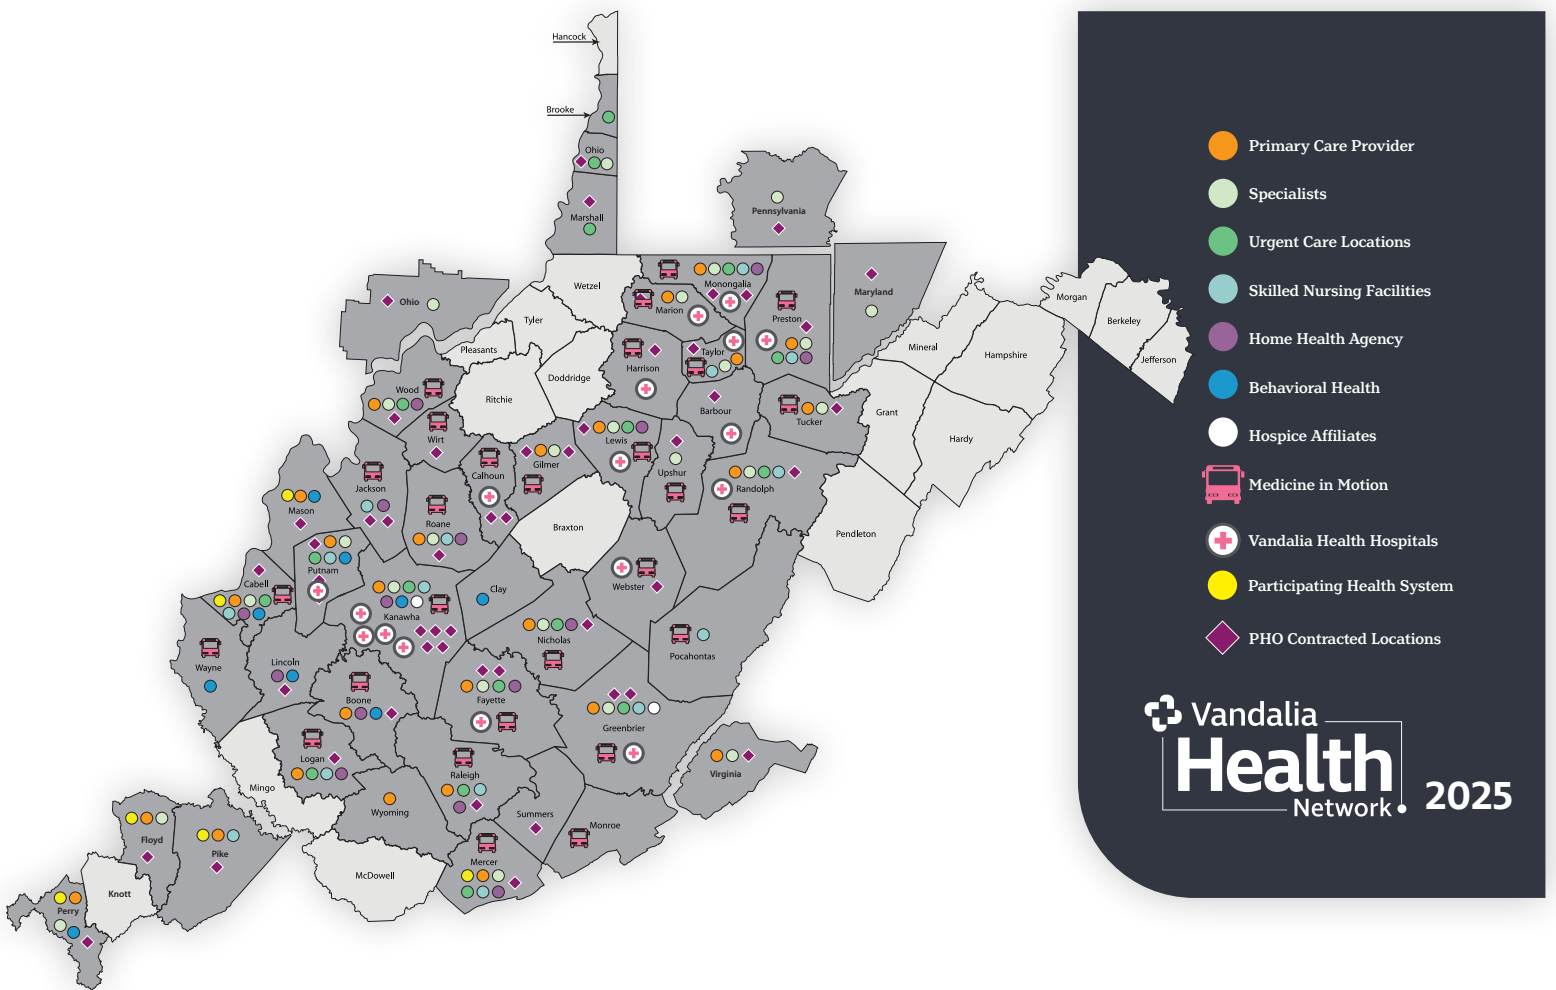 Hancock
Brooke
Ohio
Marshall
Pennsylvania
Wetzel
Monongalia
Maryland
Ohio
Marion
Preston
Morgan
Tyler
Berkeley
Pleasants
Taylor
Mineral
Hampshire
Jefferson
Harrison
Doddridge
Wood
Ritchie
Barbour
Grant
Tucker
Hardy
Wirt
Lewis
Gilmer
Calhoun
Upshur
Jackson
Randolph
Mason
Roane
Braxton
Pendleton
Putnam
Cabell
Webster
Clay
Kanawha
Nicholas
Pocahontas
Wayne
Lincoln
Boone
Fayette
Greenbrier
Logan
Raleigh
Virginia
Mingo
Wyoming
Summers
Monroe
Floyd
Pike
Mercer
McDowell
Knott
Perry
Primary Care Provider
Specialists
Urgent Care Locations
Skilled Nursing Facilities
Home Health Agency
Behavioral Health
Hospice Affiliates
Medicine in Motion
Vandalia Health Hospitals
Participating Health System
PHO Contracted Locations
Vandalia
Health
Network
2025